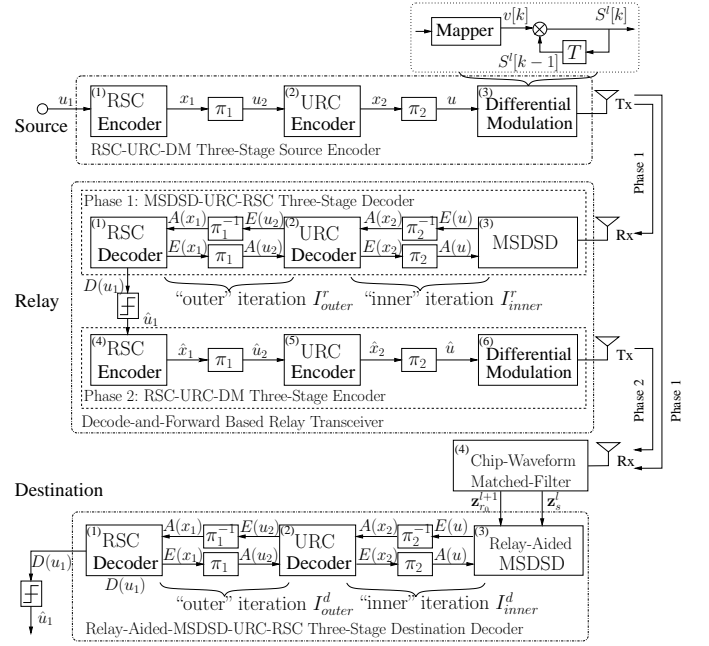 v[k] S^l[k]
Mapper ⊗ T
S^l[k−1]
(1) RSC Encoder
(2) URC Encoder
(3) Differential Modulation
u_1 x_1 π_1 u_2 x_2 π_2 u
Tx
Source
RSC-URC-DM Three-Stage Source Encoder
Phase 1
Phase 1: MSDSD-URC-RSC Three-Stage Decoder
(1) RSC Decoder
A(x_1) π_1^{−1} E(u_2)
E(x_1) π_1 A(u_2)
(2) URC Decoder
A(x_2) π_2^{−1} E(u)
E(x_2) π_2 A(u)
(3) MSDSD
Rx
D(u_1)
“outer” iteration I^r_{outer} “inner” iteration I^r_{inner}
Relay
û_1
(4) RSC Encoder
x̂_1 π_1 û_2
(5) URC Encoder
x̂_2 π_2 û
(6) Differential Modulation
Tx
Phase 2: RSC-URC-DM Three-Stage Encoder
Decode-and-Forward Based Relay Transceiver
Phase 2
Phase 1
(4) Chip-Waveform
Matched-Filter
Rx
z^{l+1}_{r_0} z^l_s
Destination
(1) RSC Decoder
A(x_1) π_1^{−1} E(u_2)
E(x_1) π_1 A(u_2)
(2) URC Decoder
A(x_2) π_2^{−1} E(u)
E(x_2) π_2 A(u)
(3) Relay-Aided
MSDSD
D(u_1)
D(u_1)
“outer” iteration I^d_{outer} “inner” iteration I^d_{inner}
û_1
Relay-Aided-MSDSD-URC-RSC Three-Stage Destination Decoder